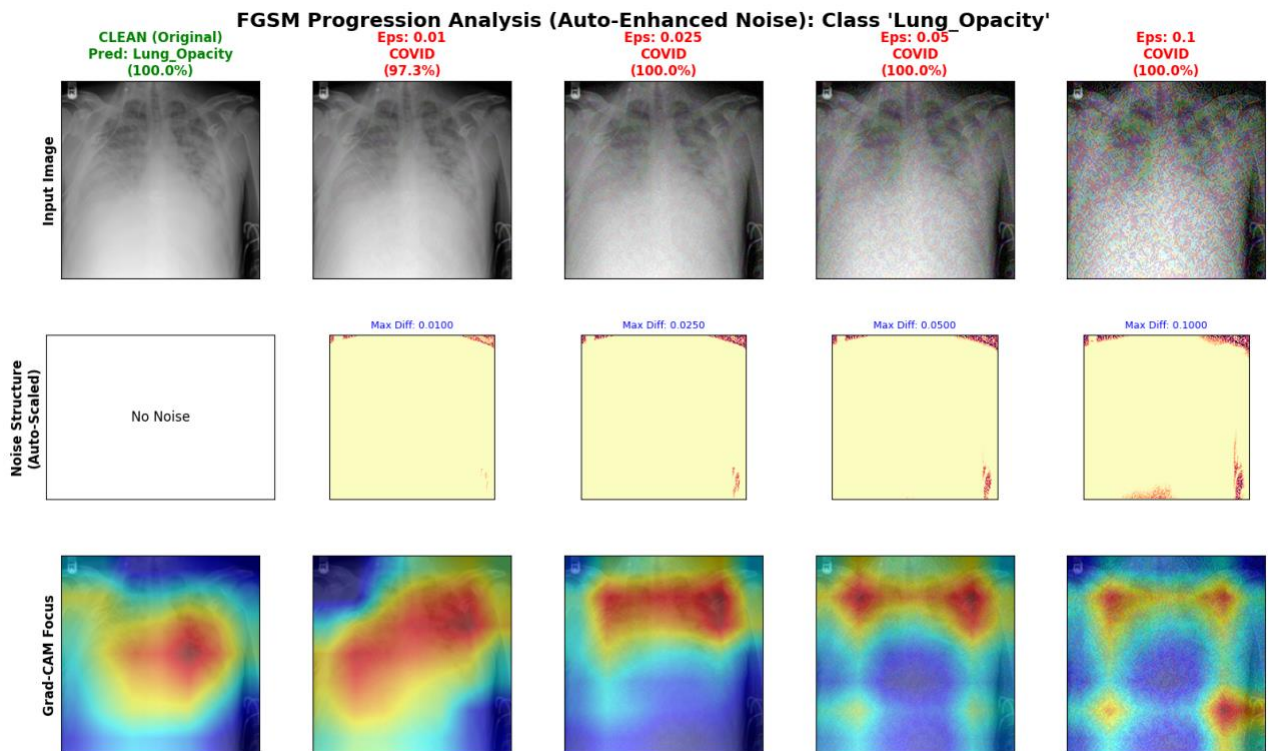 FGSM Progression Analysis (Auto-Enhanced Noise): Class 'Lung_Opacity'
CLEAN (Original)
Pred: Lung_Opacity
(100.0%)
Eps: 0.01
COVID
(97.3%)
Eps: 0.025
COVID
(100.0%)
Eps: 0.05
COVID
(100.0%)
Eps: 0.1
COVID
(100.0%)
Input Image
Noise Structure
(Auto-Scaled)
No Noise
Max Diff: 0.0100
Max Diff: 0.0250
Max Diff: 0.0500
Max Diff: 0.1000
Grad-CAM Focus